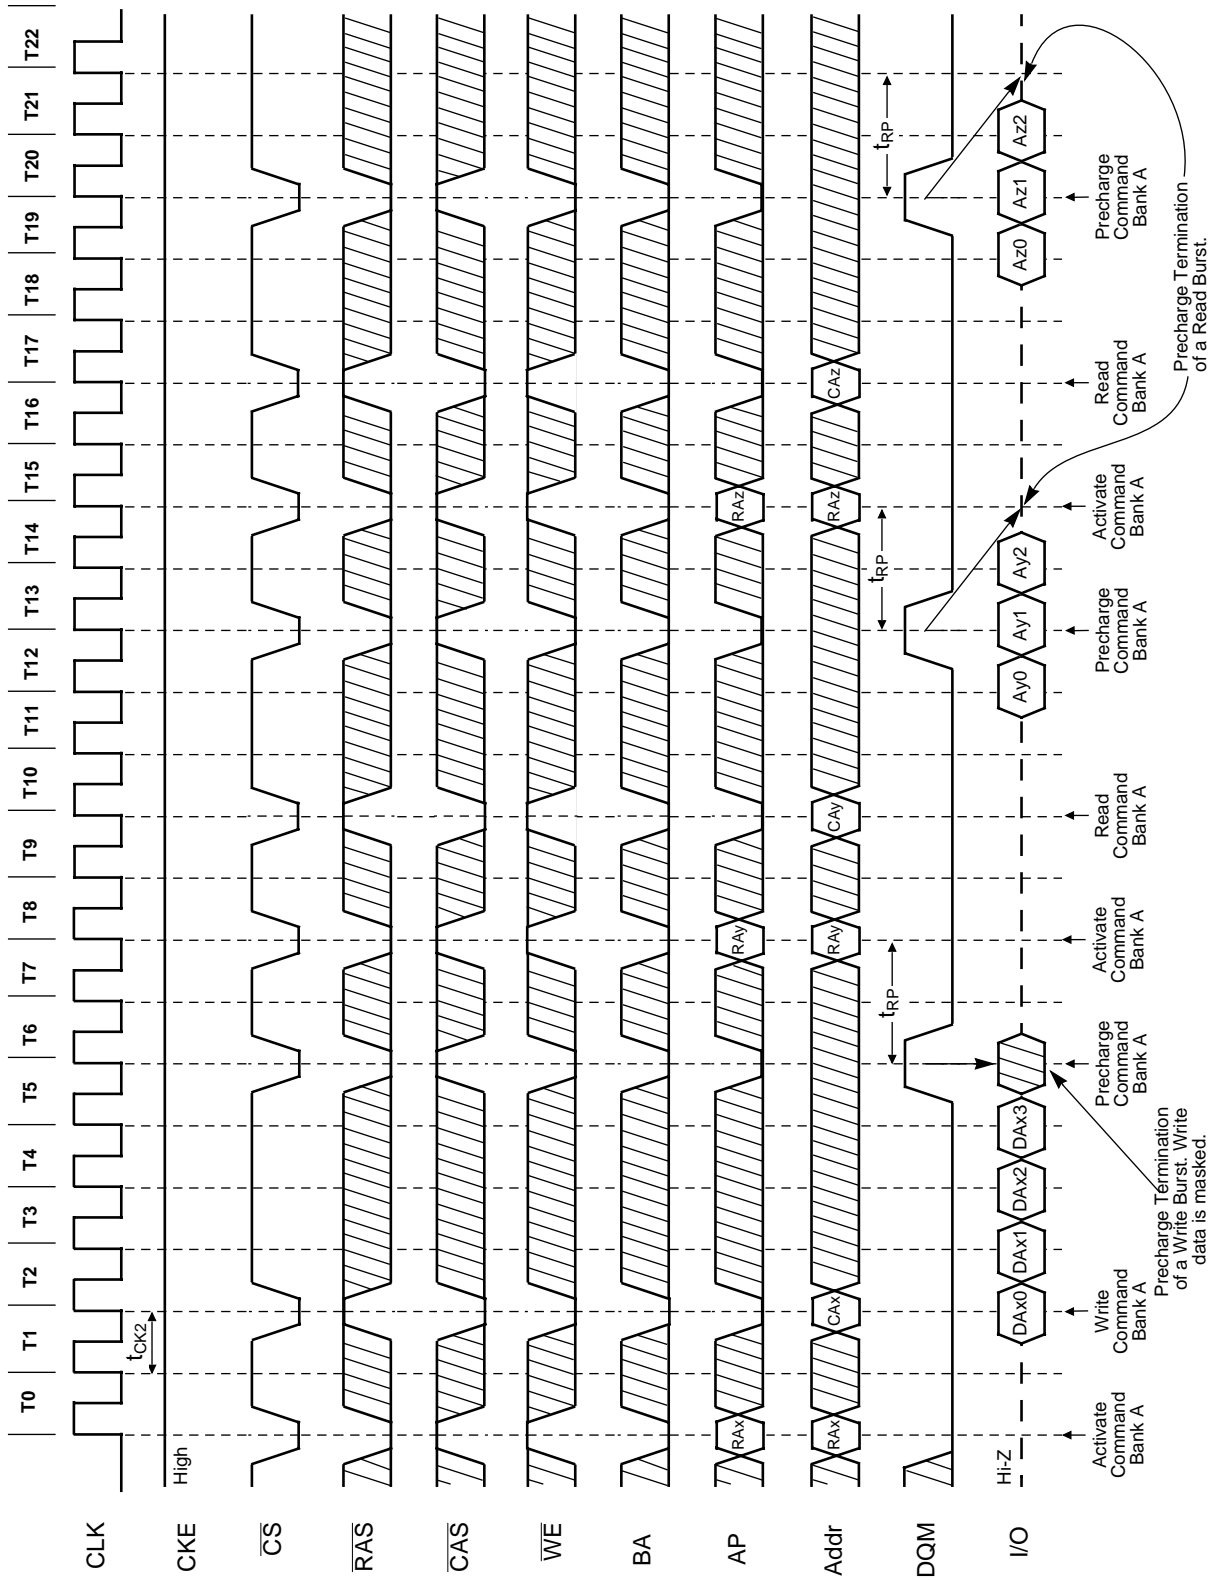 T0 T1 T2 T3 T4 T5 T6 T7 T8 T9 T10 T11 T12 T13 T14 T15 T16 T17 T18 T19 T20 T21 T22
CLK
tCK2
CKE
High
CS
RAS
CAS
WE
BA
AP
RAx RAy RAz
Addr
RAx CAx RAy CAy RAz CAz
DQM
tRP tRP tRP
I/O
Hi-Z
DAx0 DAx1 DAx2 DAx3 Ay0 Ay1 Ay2 Az0 Az1 Az2
Activate
Command
Bank A
Write
Command
Bank A
Precharge
Command
Bank A
Activate
Command
Bank A
Read
Command
Bank A
Precharge
Command
Bank A
Activate
Command
Bank A
Read
Command
Bank A
Precharge
Command
Bank A
Precharge Termination
of a Write Burst. Write
data is masked.
Precharge Termination
of a Read Burst.